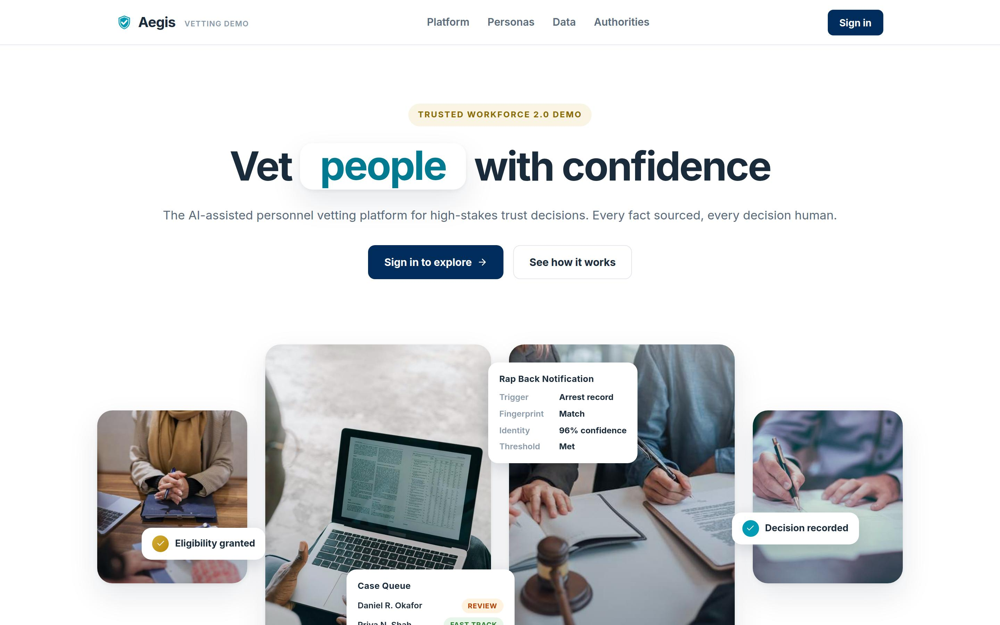 Aegis VETTING DEMO
Platform Personas Data Authorities
Sign in
TRUSTED WORKFORCE 2.0 DEMO
Vet people with confidence
The AI-assisted personnel vetting platform for high-stakes trust decisions. Every fact sourced, every decision human.
Sign in to explore
See how it works
Rap Back Notification
Trigger Arrest record
Fingerprint Match
Identity 96% confidence
Threshold Met
Eligibility granted
Decision recorded
Case Queue
Daniel R. Okafor REVIEW
Priya N. Shah FAST TRACK